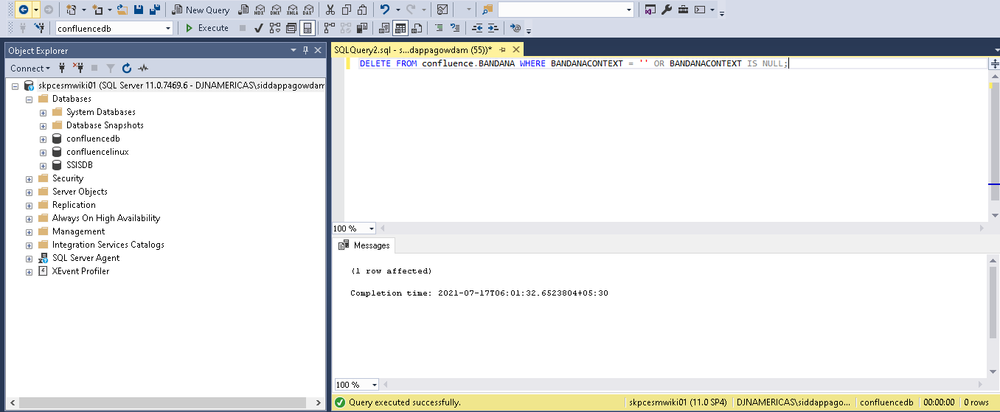 New Query
MDX DMX XMLA DAX
confluencedb Execute
Object Explorer
Connect
skpcesmwiki01 (SQL Server 11.0.7469.6 - DJNAMERICAS\siddappagowdam
Databases
System Databases
Database Snapshots
confluencedb
confluencelinux
SSISDB
Security
Server Objects
Replication
Always On High Availability
Management
Integration Services Catalogs
SQL Server Agent
XEvent Profiler
SQLQuery2.sql - s...dappagowdam (55))*
DELETE FROM confluence.BANDANA WHERE BANDANACONTEXT = '' OR BANDANACONTEXT IS NULL;
100 %
Messages
(1 row affected)
Completion time: 2021-07-17T06:01:32.6523804+05:30
100 %
Query executed successfully. skpcesmwiki01 (11.0 SP4) DJNAMERICAS\siddappago... confluencedb 00:00:00 0 rows